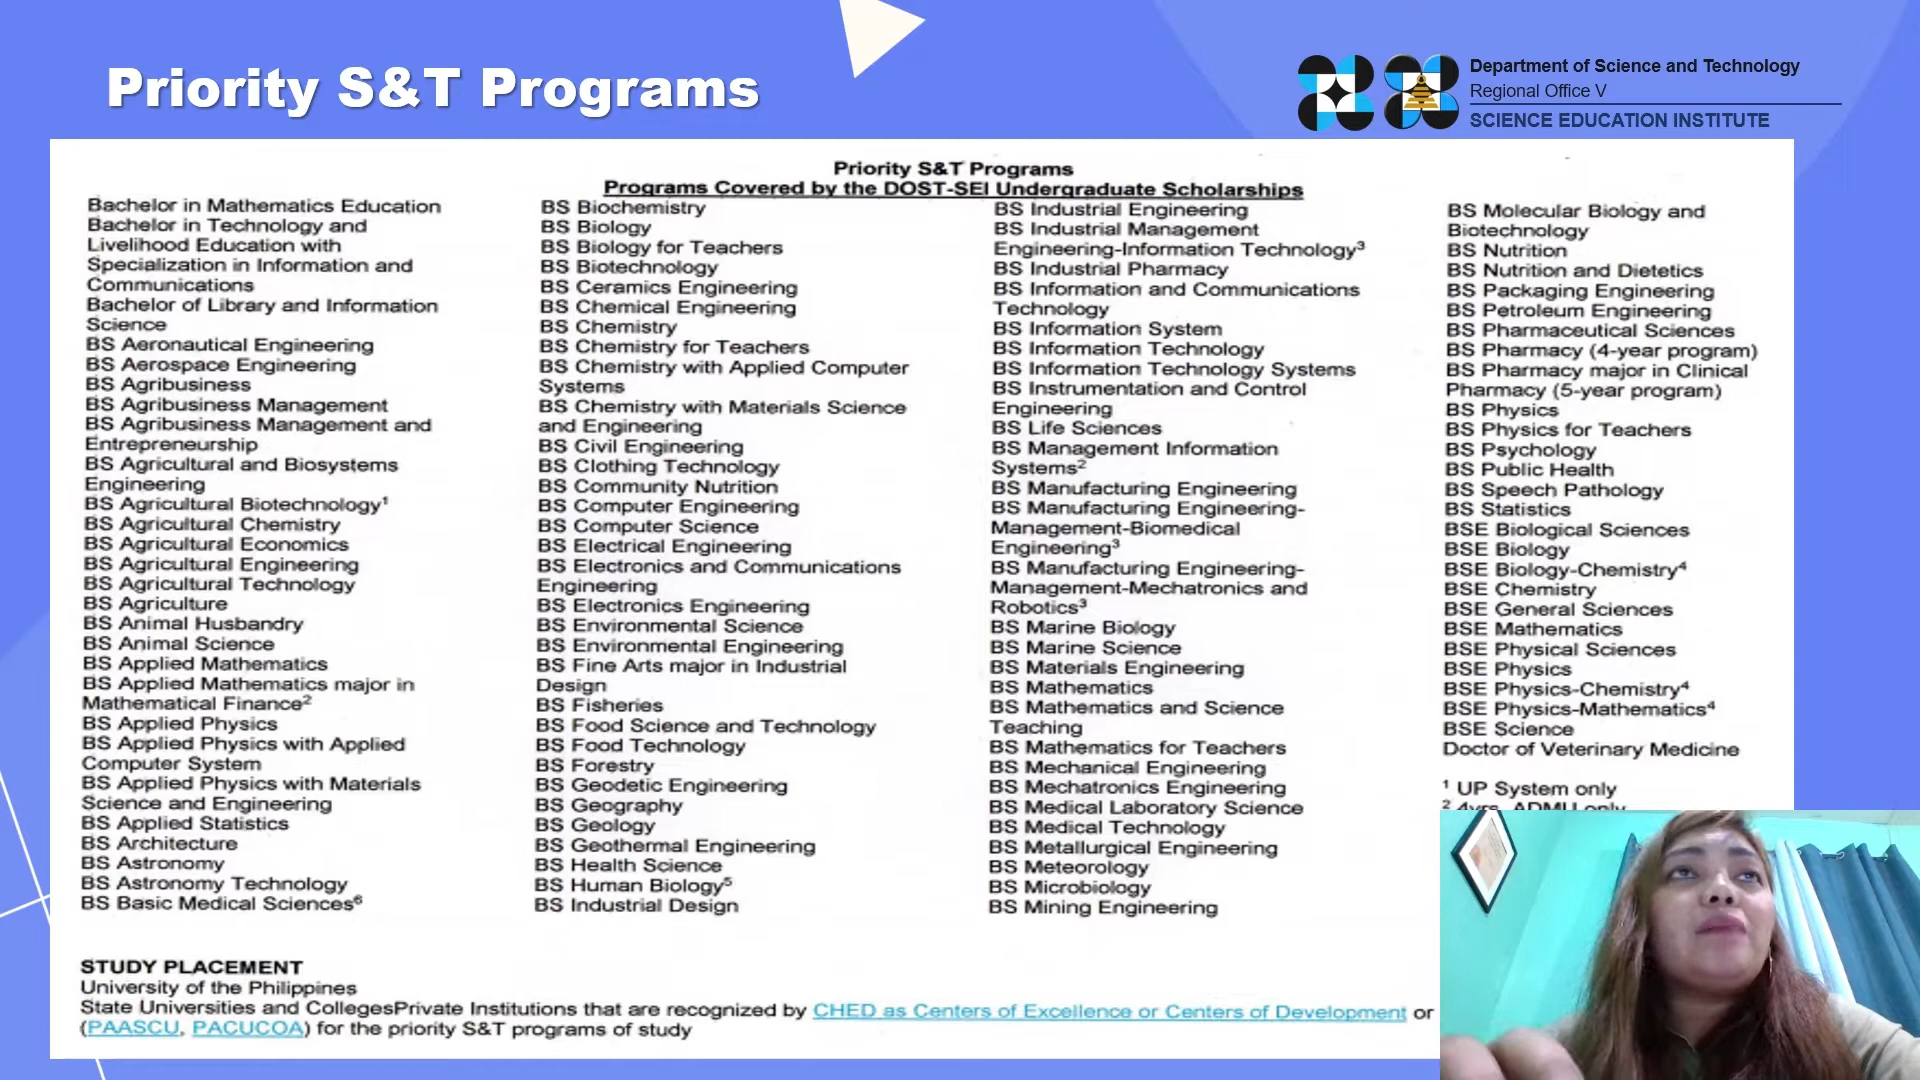 Priority S&T Programs
Department of Science and Technology
Regional Office V
SCIENCE EDUCATION INSTITUTE
Priority S&T Programs
Programs Covered by the DOST-SEI Undergraduate Scholarships
Bachelor in Mathematics Education
Bachelor in Technology and
Livelihood Education with
Specialization in Information and
Communications
Bachelor of Library and Information
Science
BS Aeronautical Engineering
BS Aerospace Engineering
BS Agribusiness
BS Agribusiness Management
BS Agribusiness Management and
Entrepreneurship
BS Agricultural and Biosystems
Engineering
BS Agricultural Biotechnology¹
BS Agricultural Chemistry
BS Agricultural Economics
BS Agricultural Engineering
BS Agricultural Technology
BS Agriculture
BS Animal Husbandry
BS Animal Science
BS Applied Mathematics
BS Applied Mathematics major in
Mathematical Finance²
BS Applied Physics
BS Applied Physics with Applied
Computer System
BS Applied Physics with Materials
Science and Engineering
BS Applied Statistics
BS Architecture
BS Astronomy
BS Astronomy Technology
BS Basic Medical Sciences⁶
BS Biochemistry
BS Biology
BS Biology for Teachers
BS Biotechnology
BS Ceramics Engineering
BS Chemical Engineering
BS Chemistry
BS Chemistry for Teachers
BS Chemistry with Applied Computer
Systems
BS Chemistry with Materials Science
and Engineering
BS Civil Engineering
BS Clothing Technology
BS Community Nutrition
BS Computer Engineering
BS Computer Science
BS Electrical Engineering
BS Electronics and Communications
Engineering
BS Electronics Engineering
BS Environmental Science
BS Environmental Engineering
BS Fine Arts major in Industrial
Design
BS Fisheries
BS Food Science and Technology
BS Food Technology
BS Forestry
BS Geodetic Engineering
BS Geography
BS Geology
BS Geothermal Engineering
BS Health Science
BS Human Biology⁵
BS Industrial Design
BS Industrial Engineering
BS Industrial Management
Engineering-Information Technology³
BS Industrial Pharmacy
BS Information and Communications
Technology
BS Information System
BS Information Technology
BS Information Technology Systems
BS Instrumentation and Control
Engineering
BS Life Sciences
BS Management Information
Systems²
BS Manufacturing Engineering
BS Manufacturing Engineering-
Management-Biomedical
Engineering³
BS Manufacturing Engineering-
Management-Mechatronics and
Robotics³
BS Marine Biology
BS Marine Science
BS Materials Engineering
BS Mathematics
BS Mathematics and Science
Teaching
BS Mathematics for Teachers
BS Mechanical Engineering
BS Mechatronics Engineering
BS Medical Laboratory Science
BS Medical Technology
BS Metallurgical Engineering
BS Meteorology
BS Microbiology
BS Mining Engineering
BS Molecular Biology and
Biotechnology
BS Nutrition
BS Nutrition and Dietetics
BS Packaging Engineering
BS Petroleum Engineering
BS Pharmaceutical Sciences
BS Pharmacy (4-year program)
BS Pharmacy major in Clinical
Pharmacy (5-year program)
BS Physics
BS Physics for Teachers
BS Psychology
BS Public Health
BS Speech Pathology
BS Statistics
BSE Biological Sciences
BSE Biology
BSE Biology-Chemistry⁴
BSE Chemistry
BSE General Sciences
BSE Mathematics
BSE Physical Sciences
BSE Physics
BSE Physics-Chemistry⁴
BSE Physics-Mathematics⁴
BSE Science
Doctor of Veterinary Medicine
¹ UP System only
² 4yrs, ADMU only
STUDY PLACEMENT
University of the Philippines
State Universities and CollegesPrivate Institutions that are recognized by CHED as Centers of Excellence or Centers of Development or
(PAASCU, PACUCOA) for the priority S&T programs of study